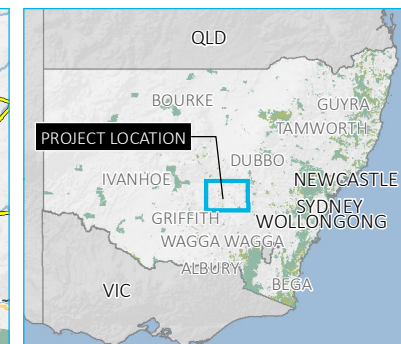 QLD
BOURKE
GUYRA
TAMWORTH
PROJECT LOCATION
DUBBO
IVANHOE
NEWCASTLE
SYDNEY
GRIFFITH
WOLLONGONG
WAGGA WAGGA
ALBURY
BEGA
VIC